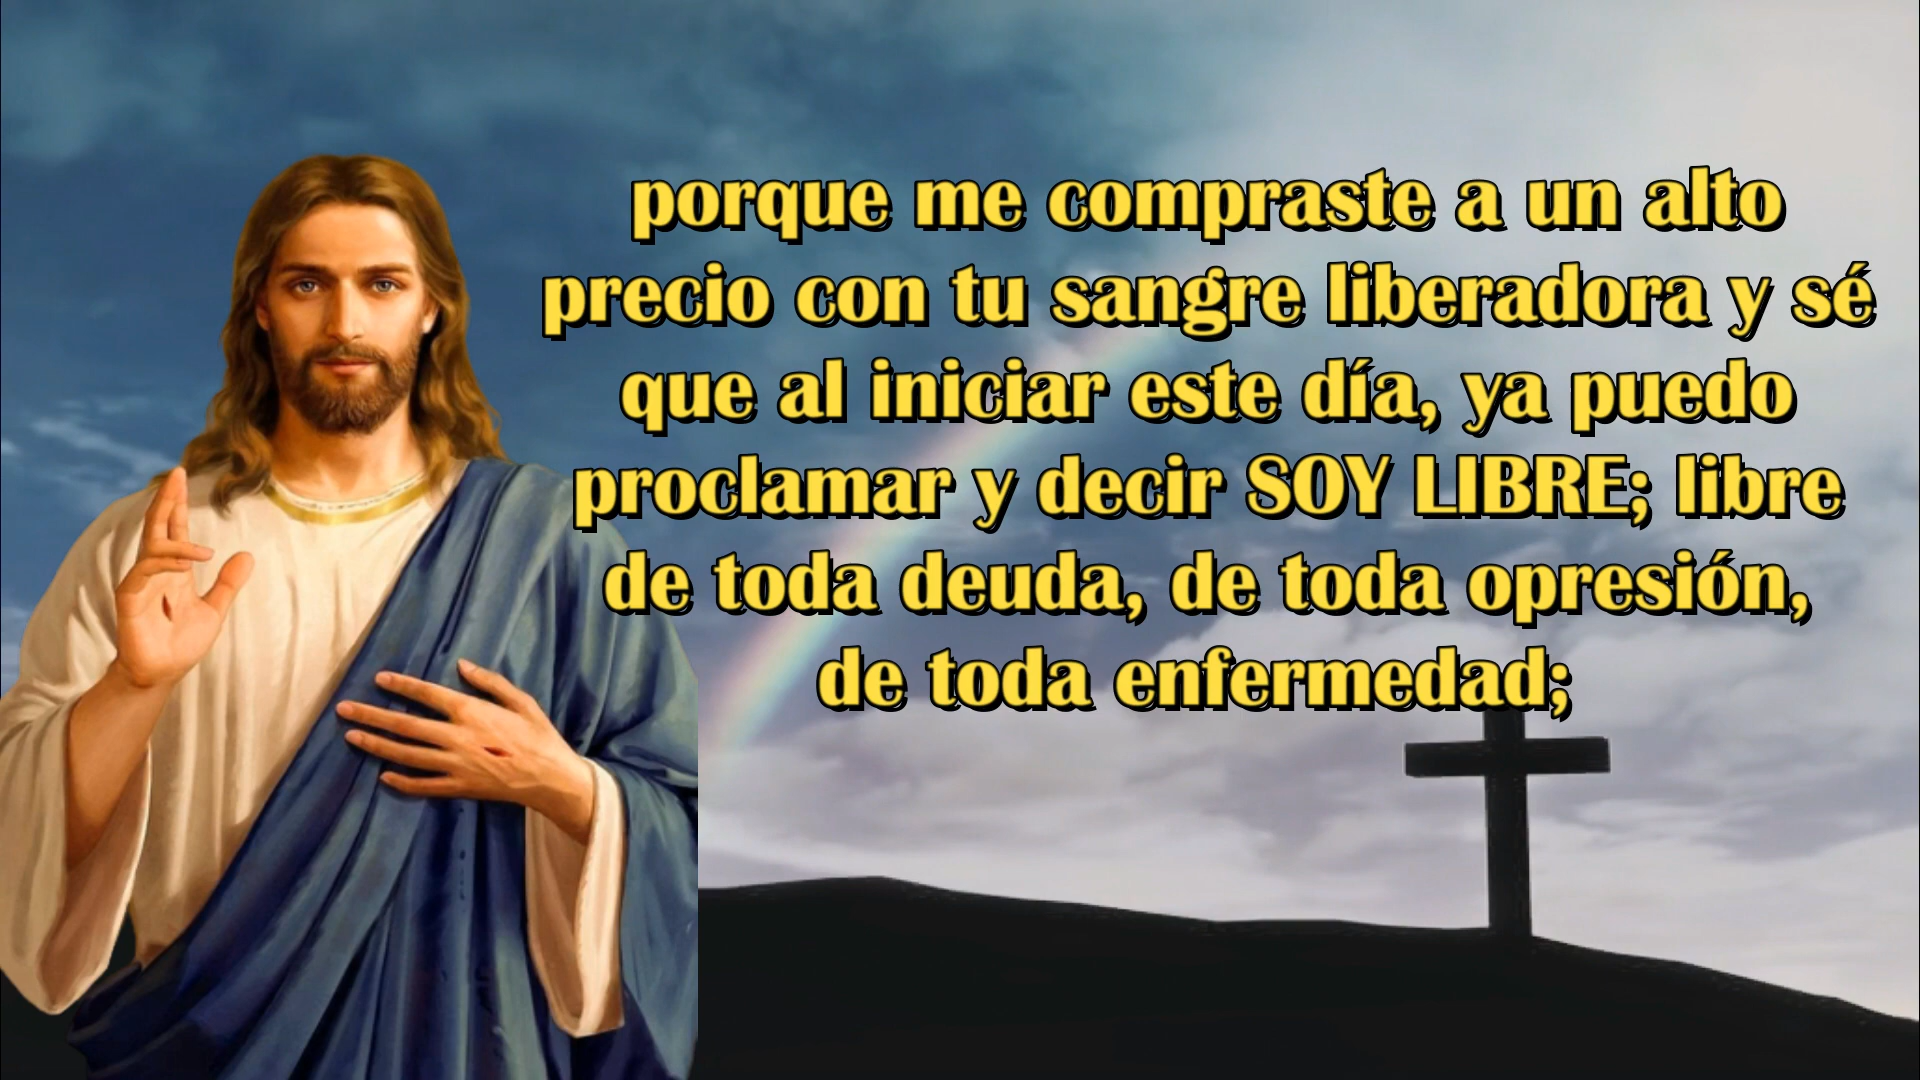 porque me compraste a un alto
precio con tu sangre liberadora y sé
que al iniciar este día, ya puedo
proclamar y decir SOY LIBRE; libre
de toda deuda, de toda opresión,
de toda enfermedad;